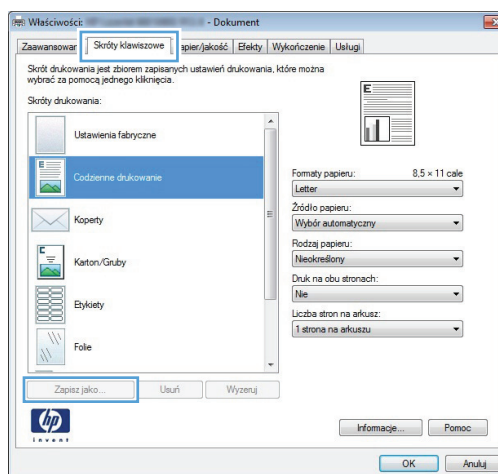 Właściwości: - Dokument
Zaawansowan Skróty klawiszowe apier/jakość Efekty Wykończenie Usługi
Skrót drukowania jest zbiorem zapisanych ustawień drukowania, które można
wybrać za pomocą jednego kliknięcia.
Skróty drukowania:
Ustawienia fabryczne
Codzienne drukowanie
Koperty
Karton/Gruby
Etykiety
Folie
Zapisz jako... Usuń Wyzeruj
E
Formaty papieru: 8,5 × 11 cale
Letter
Źródło papieru:
Wybór automatyczny
Rodzaj papieru:
Nieokreślony
Druk na obu stronach:
Nie
Liczba stron na arkusz:
1 strona na arkuszu
hp
invent
Informacje... Pomoc
OK Anuluj